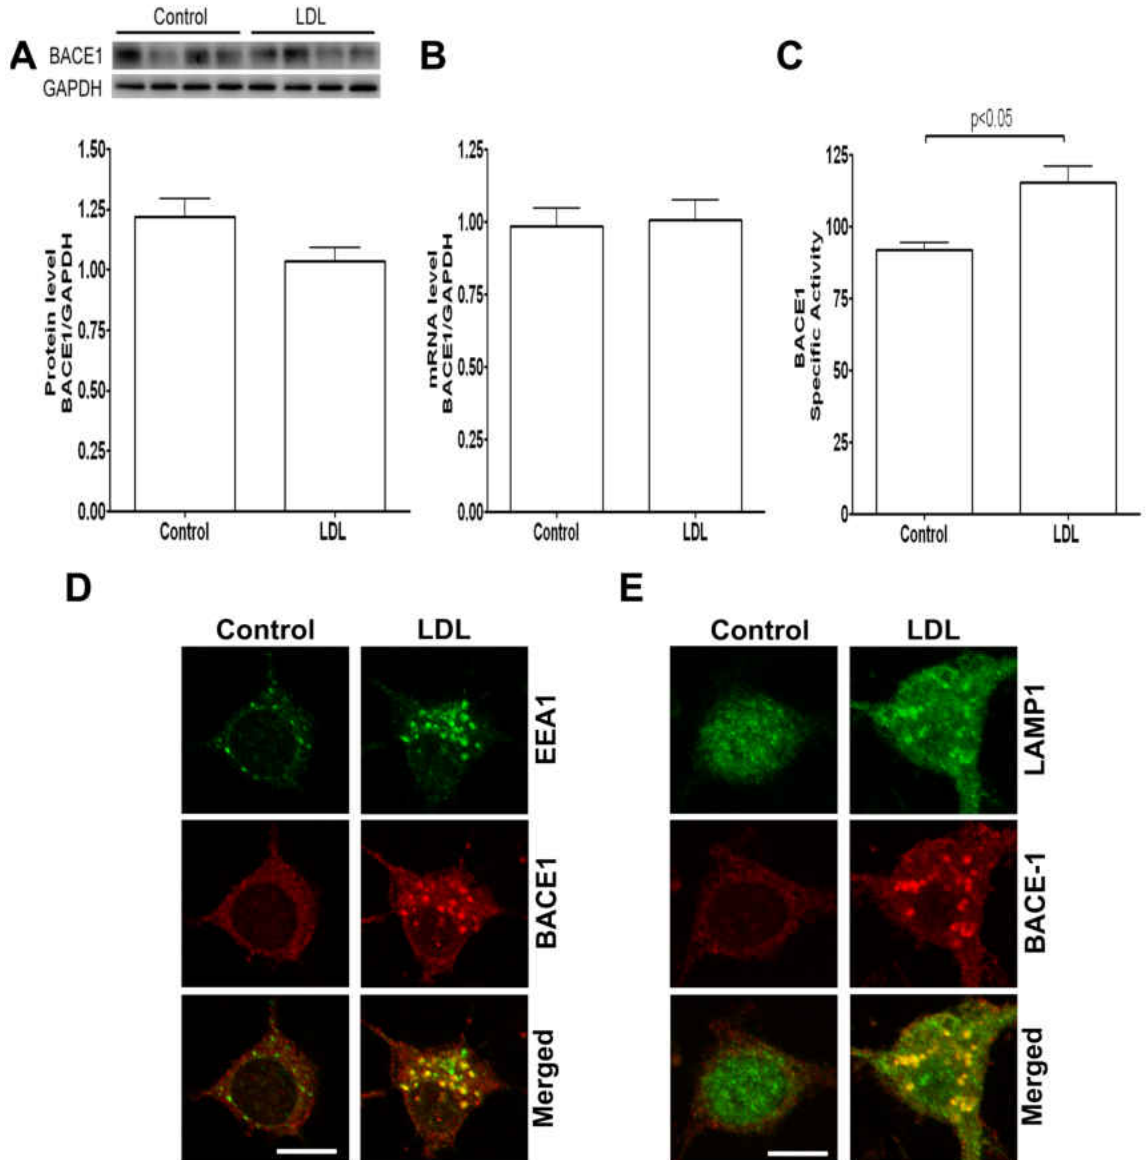 Control LDL
A
BACE1
GAPDH
Protein level
BACE1/GAPDH
1.50
1.25
1.00
0.75
0.50
0.25
0.00
Control LDL
B
mRNA level
BACE1/GAPDH
1.25
1.00
0.75
0.50
0.25
0.00
Control LDL
C
p<0.05
BACE1
Specific Activity
125
100
75
50
25
0
Control LDL
D
Control LDL
EEA1
BACE1
Merged
E
Control LDL
LAMP1
BACE-1
Merged